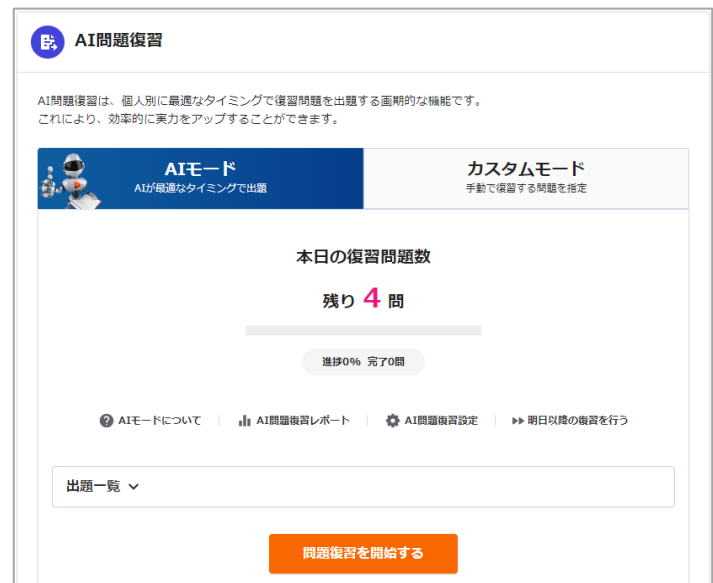 AI問題復習
AI問題復習は、個人別に最適なタイミングで復習問題を出題する画期的な機能です。
これにより、効率的に実力をアップすることができます。
AIモード
AIが最適なタイミングで出題
カスタムモード
手動で復習する問題を指定
本日の復習問題数
残り 4 問
進捗0% 完了0問
AIモードについて AI問題復習レポート AI問題復習設定 明日以降の復習を行う
出題一覧
問題復習を開始する